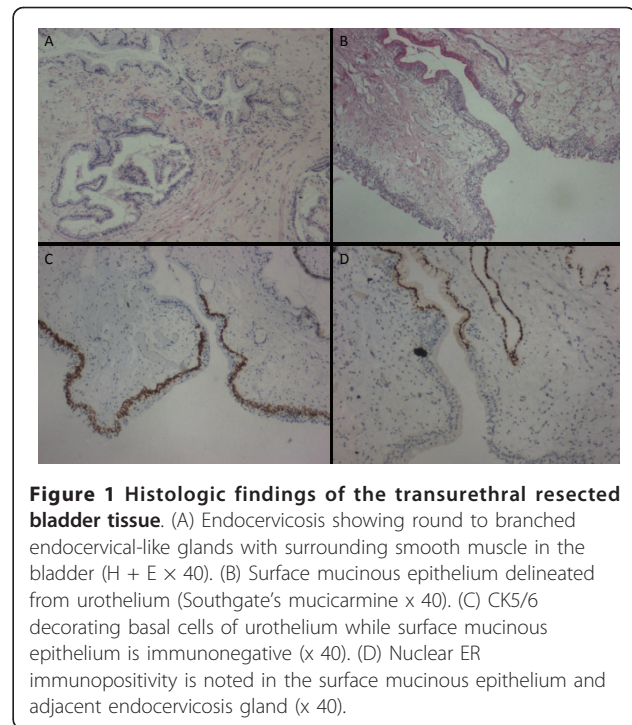 A
B
C
D
Figure 1 Histologic findings of the transurethral resected
bladder tissue. (A) Endocervicosis showing round to branched
endocervical-like glands with surrounding smooth muscle in the
bladder (H + E × 40). (B) Surface mucinous epithelium delineated
from urothelium (Southgate's mucicarmine x 40). (C) CK5/6
decorating basal cells of urothelium while surface mucinous
epithelium is immunonegative (x 40). (D) Nuclear ER
immunopositivity is noted in the surface mucinous epithelium and
adjacent endocervicosis gland (x 40).